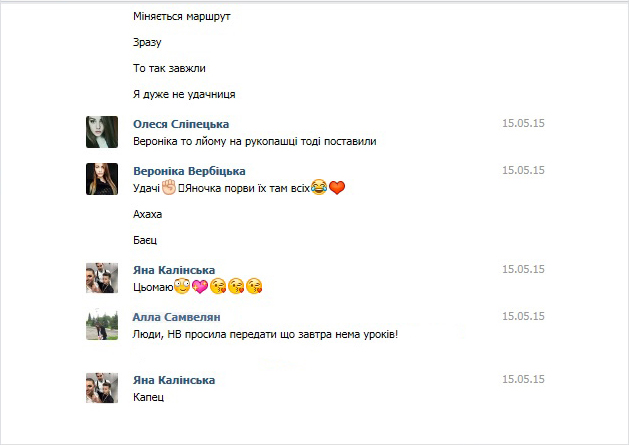 Міняється маршрут
Зразу
То так завжли
Я дуже не удачниця
Олеся Сліпецька 15.05.15
Вероніка то лйому на рукопашці тоді поставили
Вероніка Вербіцька 15.05.15
Удачі✊🏻Яночка порви їх там всіх😂❤
Ахаха
Баєц
Яна Калінська 15.05.15
Цьомаю😳💖😘😘😘
Алла Самвелян 15.05.15
Люди, НВ просила передати що завтра нема уроків!
Яна Калінська 15.05.15
Капец